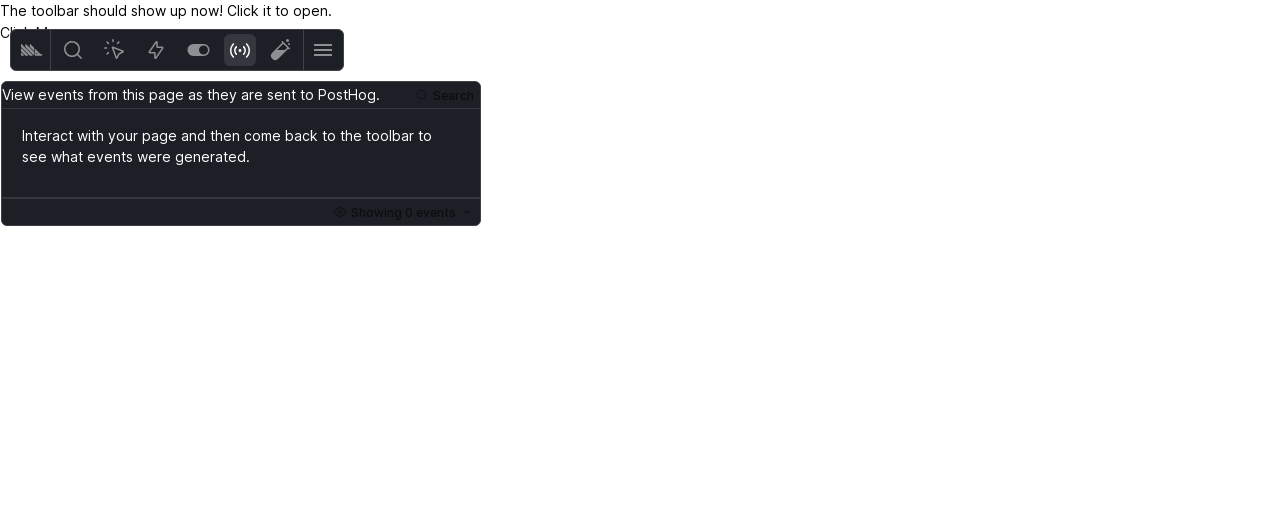 The toolbar should show up now! Click it to open.
View events from this page as they are sent to PostHog.
Search
Interact with your page and then come back to the toolbar to
see what events were generated.
Showing 0 events